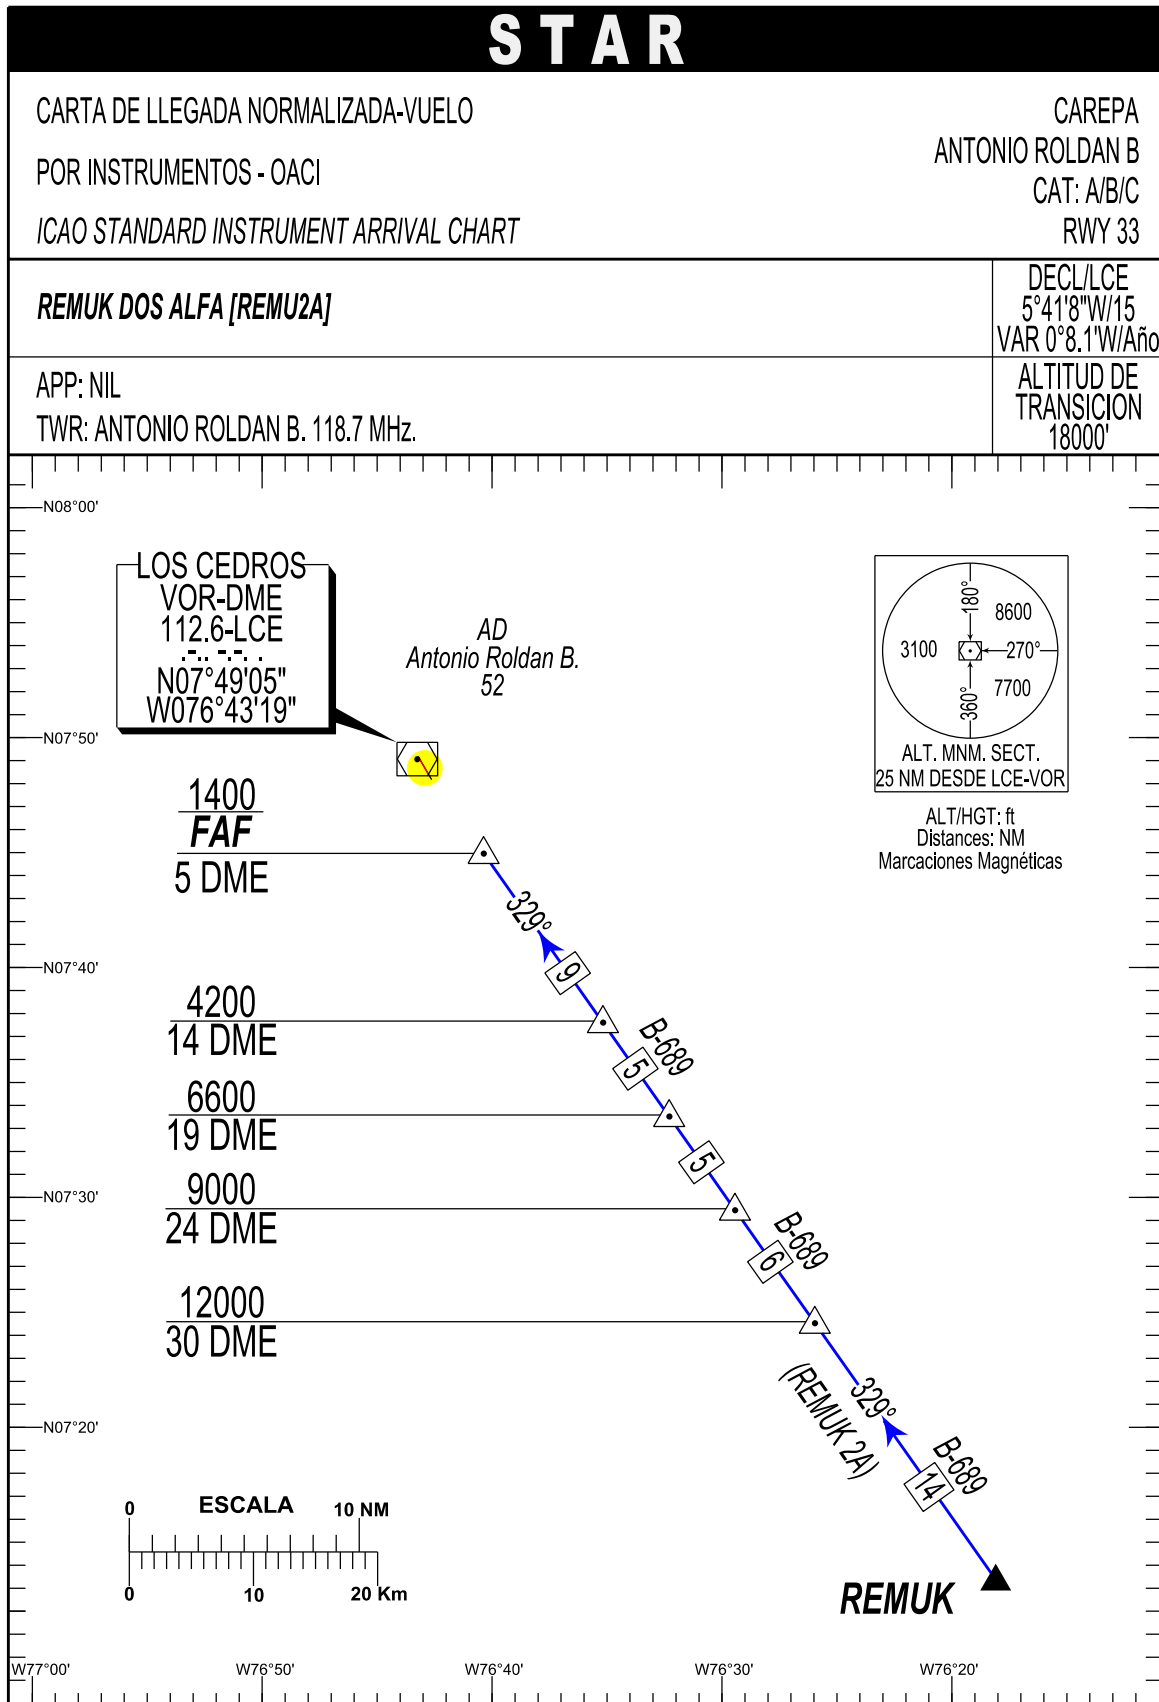 STAR
CARTA DE LLEGADA NORMALIZADA-VUELO
POR INSTRUMENTOS - OACI
ICAO STANDARD INSTRUMENT ARRIVAL CHART
CAREPA
ANTONIO ROLDAN B
CAT: A/B/C
RWY 33
REMUK DOS ALFA [REMU2A]
DECL/LCE
5°41'8"W/15
VAR 0°8.1'W/Año
APP: NIL
TWR: ANTONIO ROLDAN B. 118.7 MHz.
ALTITUD DE
TRANSICION
18000'
N08°00'
LOS CEDROS
VOR-DME
112.6-LCE
.-.. -.-. .
N07°49'05"
W076°43'19"
AD
Antonio Roldan B.
52
180°
8600
3100
270°
7700
360°
ALT. MNM. SECT.
25 NM DESDE LCE-VOR
ALT/HGT: ft
Distances: NM
Marcaciones Magnéticas
N07°50'
1400
FAF
5 DME
329°
9
N07°40'
4200
14 DME
B-689
5
6600
19 DME
5
N07°30'
9000
24 DME
B-689
6
12000
30 DME
(REMUK 2A)
329°
N07°20'
B-689
14
REMUK
0 ESCALA 10 NM
0 10 20 Km
W77°00' W76°50' W76°40' W76°30' W76°20'